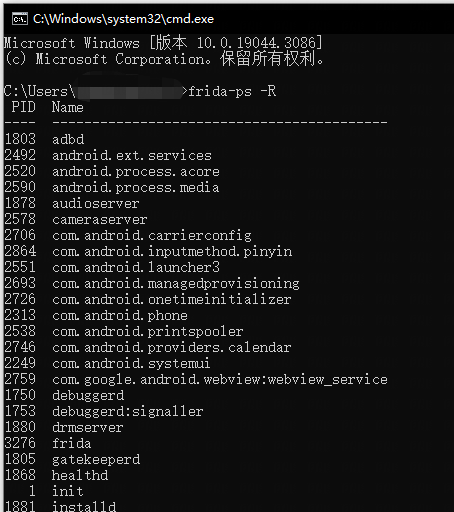 C:\Windows\system32\cmd.exe
Microsoft Windows [版本 10.0.19044.3086]
(c) Microsoft Corporation。保留所有权利。
C:\Users\>frida-ps -R
PID Name
---- ------------------------------------------
1803 adbd
2492 android.ext.services
2520 android.process.acore
2590 android.process.media
1878 audioserver
2578 cameraserver
2706 com.android.carrierconfig
2864 com.android.inputmethod.pinyin
2551 com.android.launcher3
2693 com.android.managedprovisioning
2726 com.android.onetimeinitializer
2313 com.android.phone
2538 com.android.printspooler
2746 com.android.providers.calendar
2249 com.android.systemui
2759 com.google.android.webview:webview_service
1750 debuggerd
1753 debuggerd:signaller
1880 drmserver
3276 frida
1805 gatekeeperd
1868 healthd
1 init
1881 installd